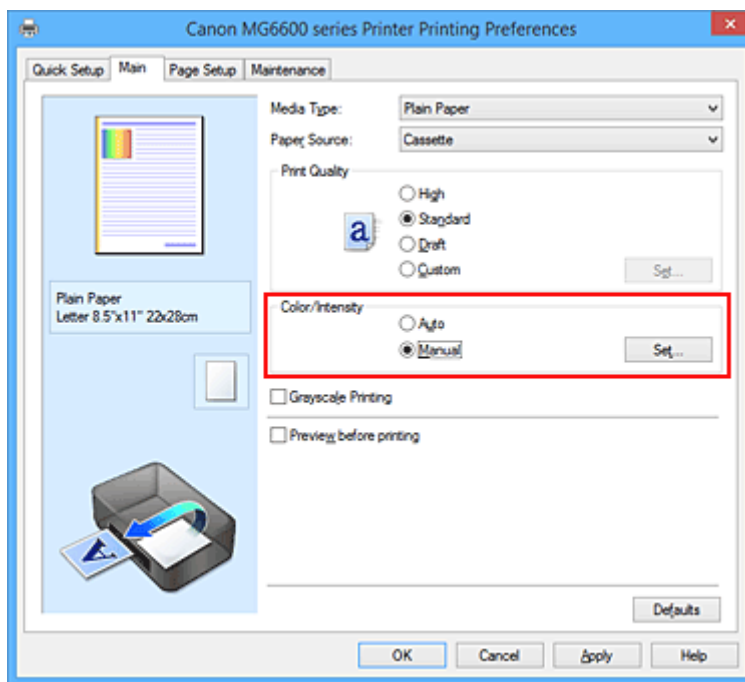 Canon MG6600 series Printer Printing Preferences
Quick Setup Main Page Setup Maintenance
Media Type: Plain Paper
Paper Source: Cassette
Print Quality
High
Standard
Draft
Custom Set...
a
Plain Paper
Letter 8.5"x11" 22x28cm
Color/Intensity
Auto
Manual Set...
Grayscale Printing
Preview before printing
A
Defaults
OK Cancel Apply Help